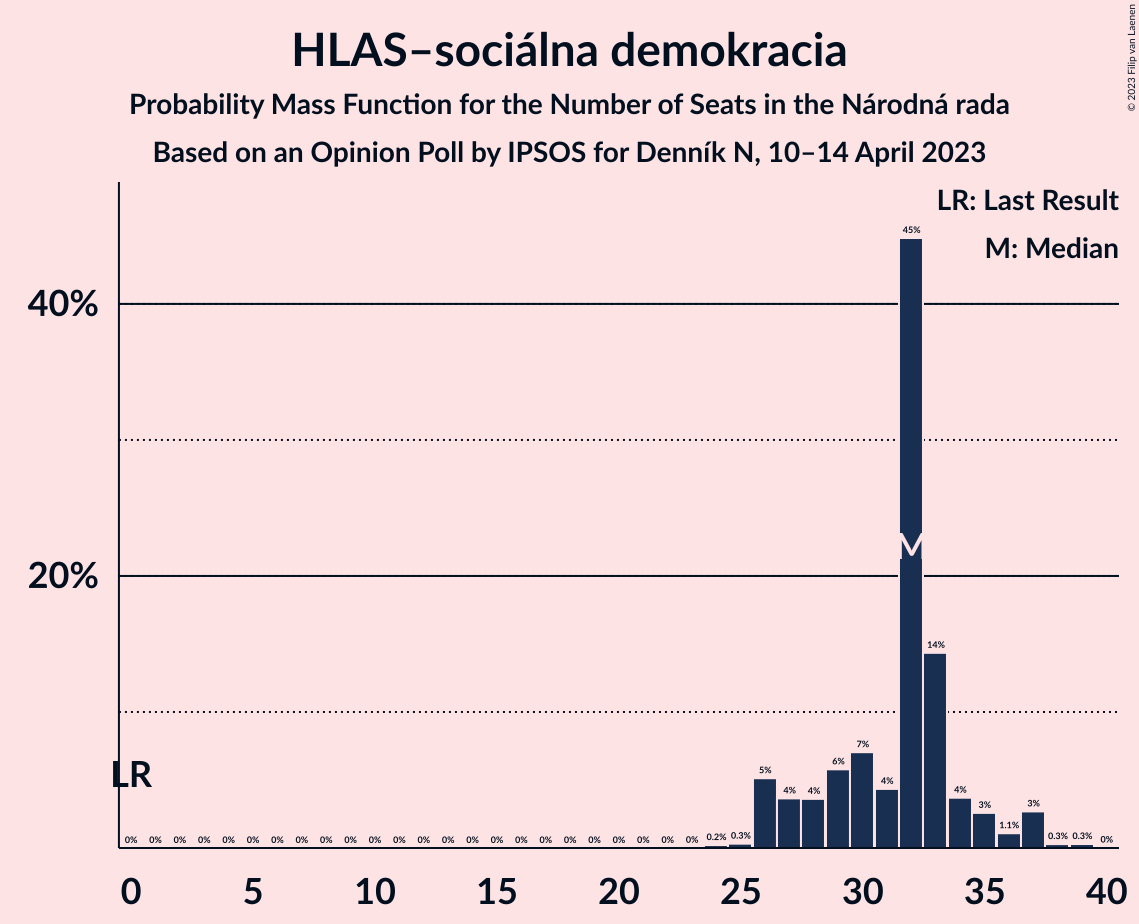 HLAS–sociálna demokracia
Probability Mass Function for the Number of Seats in the Národná rada
Based on an Opinion Poll by IPSOS for Denník N, 10–14 April 2023
© 2023 Filip van Laenen
LR: Last Result
M: Median
45%
40%
M
20%
14%
LR
7%
6%
5%
4% 4% 4% 4%
3% 3%
1.1%
0% 0% 0% 0% 0% 0% 0% 0% 0% 0% 0% 0% 0% 0% 0% 0% 0% 0% 0% 0% 0% 0% 0% 0% 0.2% 0.3% 0.3% 0.3% 0%
0 5 10 15 20 25 30 35 40